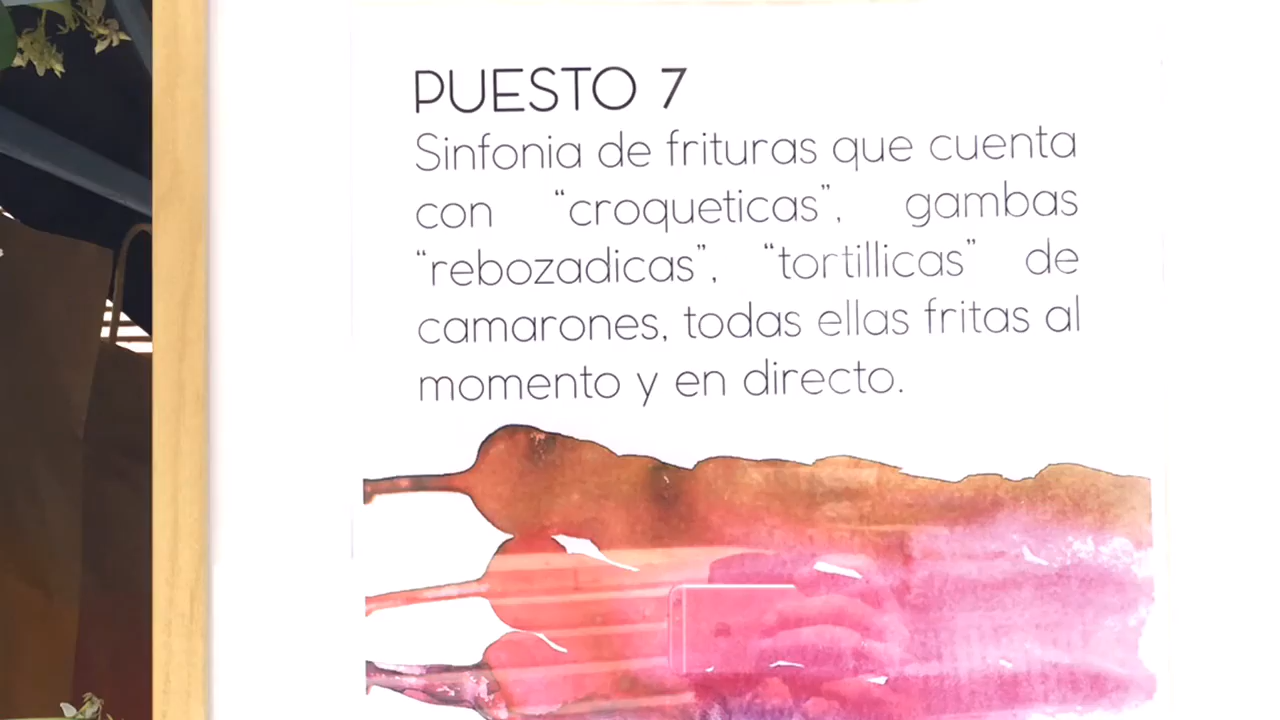 PUESTO 7
Sinfonia de frituras que cuenta
con “croqueticas”, gambas
“rebozadicas”, “tortillicas” de
camarones, todas ellas fritas al
momento y en directo.